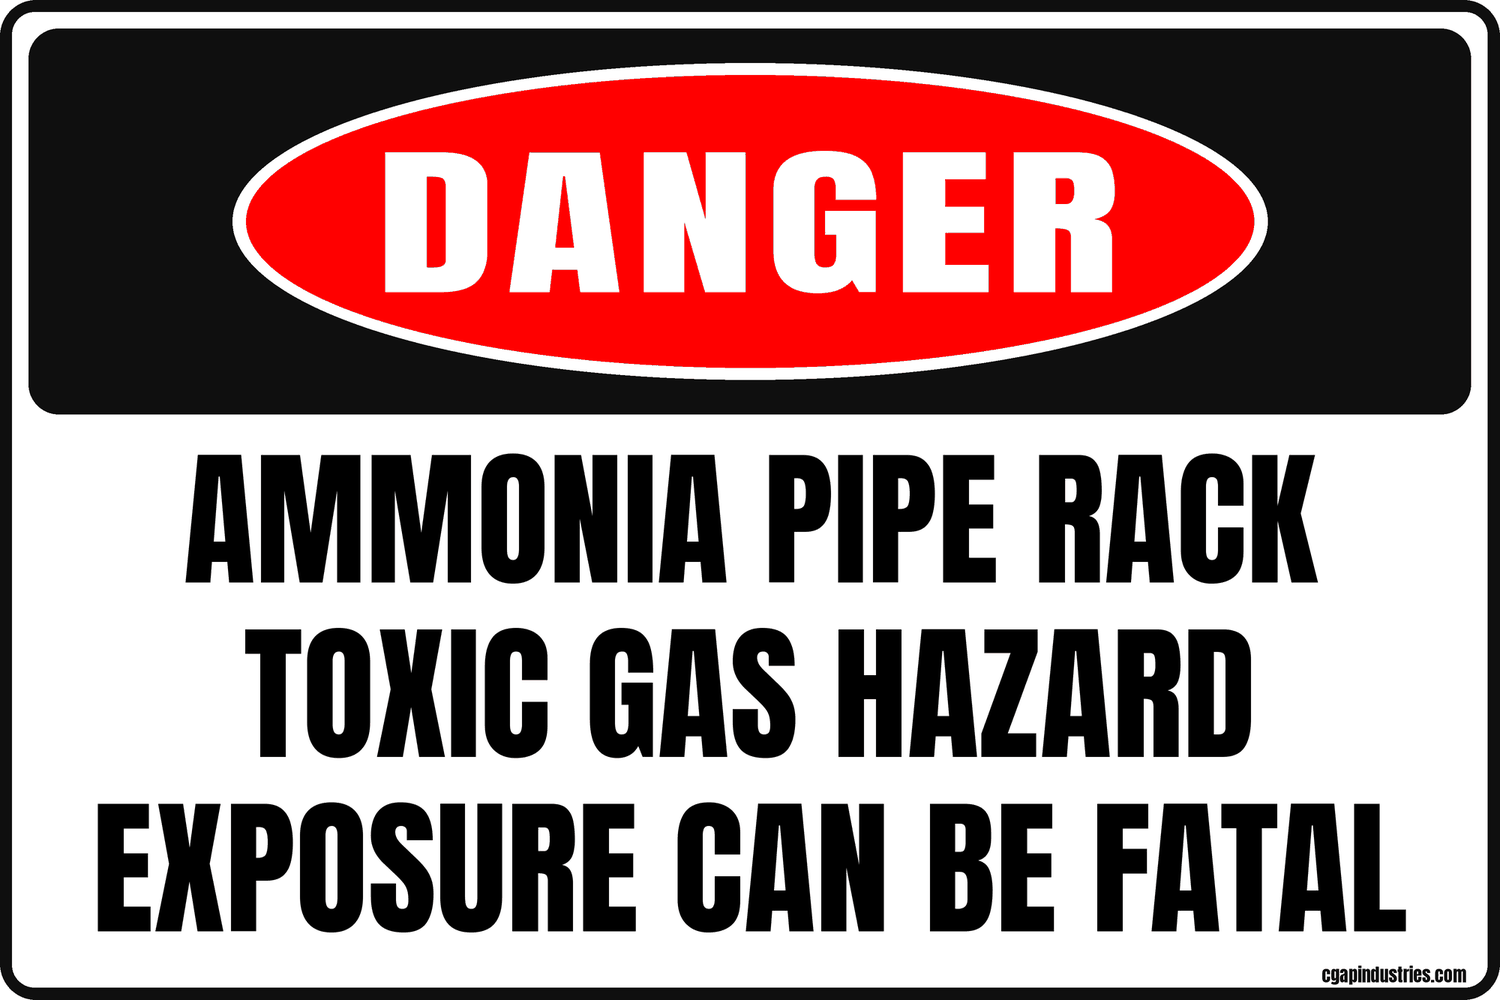 DANGER
AMMONIA PIPE RACK
TOXIC GAS HAZARD
EXPOSURE CAN BE FATAL
cgapindustries.com